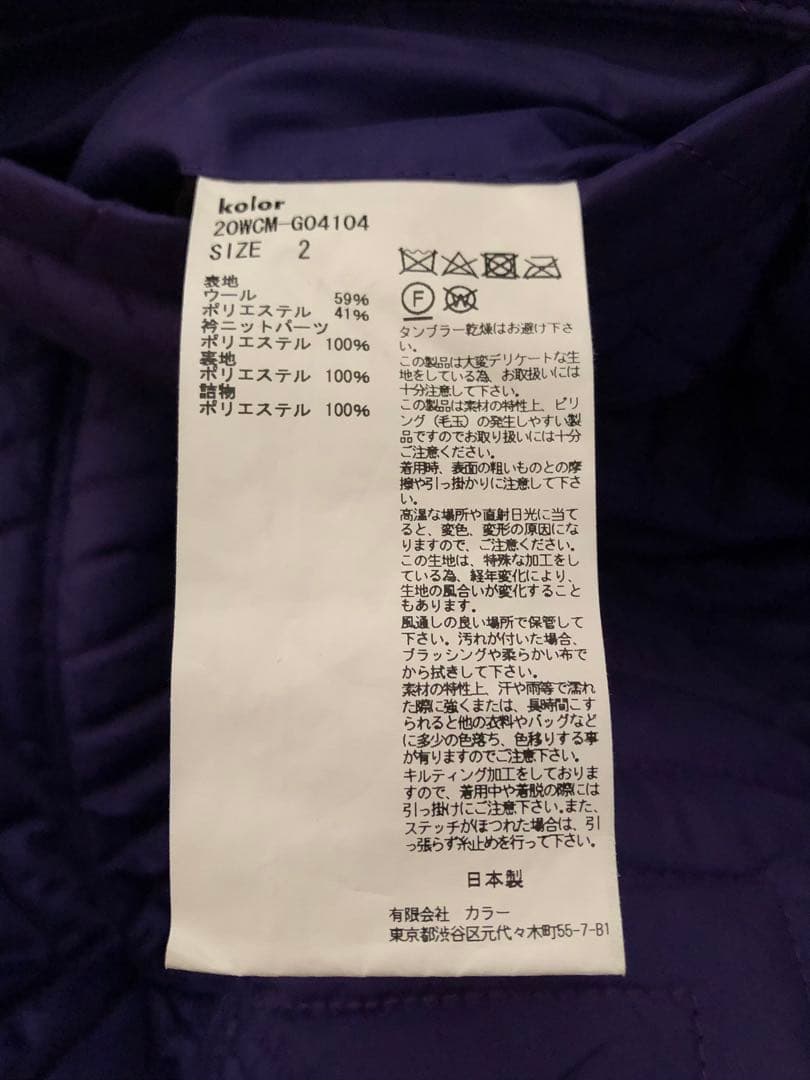 kolor
20WCM-G04104
SIZE 2
表地
ウール 59%
ポリエステル 41%
衿ニットパーツ
ポリエステル 100%
裏地
ポリエステル 100%
詰物
ポリエステル 100%
F
W
タンブラー乾燥はお避け下さ
い。
この製品は大変デリケートな生
地をしている為、お取扱いには
十分注意して下さい。
この製品は素材の特性上、ピリ
ング（毛玉）の発生しやすい製
品ですのでお取り扱いには十分
ご注意ください。
着用時、表面の粗いものとの摩
擦や引っ掛かりに注意して下さ
い。
高温な場所や直射日光に当て
ると、変色、変形の原因にな
りますので、ご注意ください。
この生地は、特殊な加工をし
ている為、経年変化により、
生地の風合いが変化すること
もあります。
風通しの良い場所で保管して
下さい。汚れが付いた場合、
ブラッシングや柔らかい布で
から拭きして下さい。
素材の特性上、汗や雨等で濡れ
た際に強くまたは、長時間こす
られると他の衣料やバッグなど
に多少の色落ち、色移りする事
が有りますのでご注意下さい。
キルティング加工をしておりま
すので、着用中や着脱の際には
引っ掛けにご注意下さい。また、
ステッチがほつれた場合は、引
っ張らず糸止めを行って下さい。
日本製
有限会社 カラー
東京都渋谷区元代々木町55-7-B1